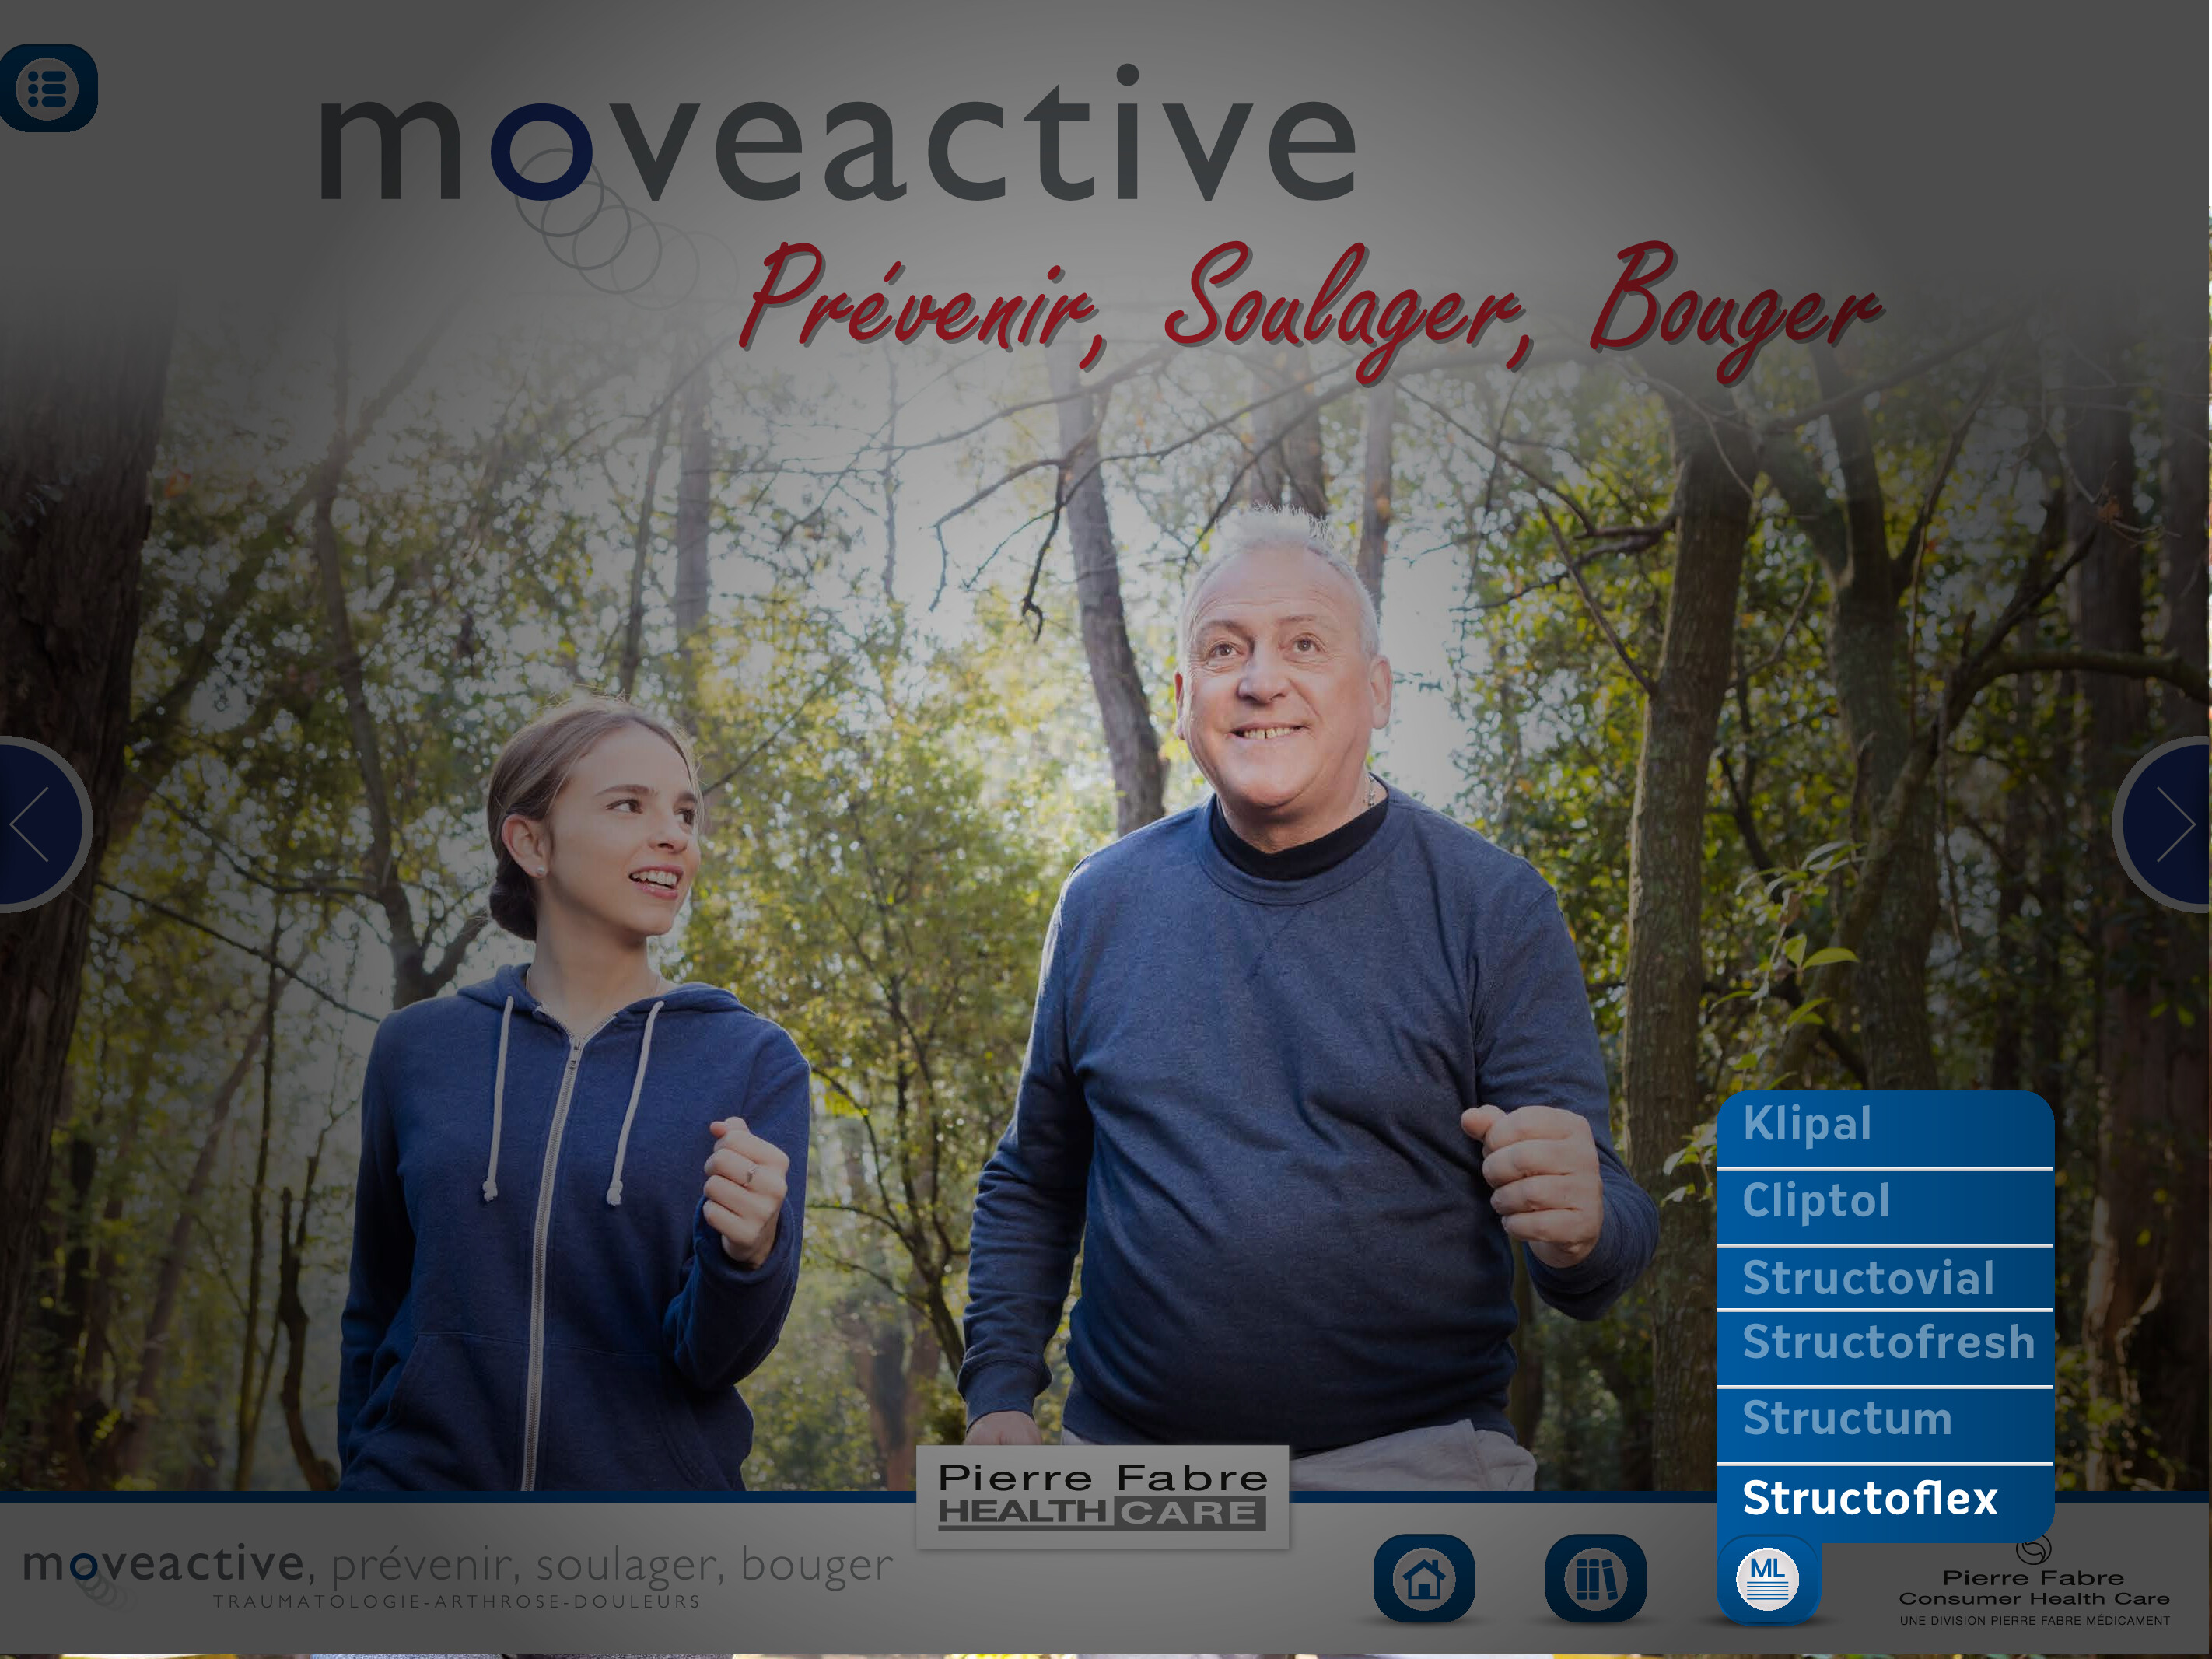 moveactive
Prévenir, Soulager, Bouger
Klipal
Cliptol
Structovial
Structofresh
Structum
Structoflex
Pierre Fabre
HEALTH CARE
moveactive, prévenir, soulager, bouger
TRAUMATOLOGIE-ARTHROSE-DOULEURS
ML
Pierre Fabre
Consumer Health Care
UNE DIVISION PIERRE FABRE MÉDICAMENT